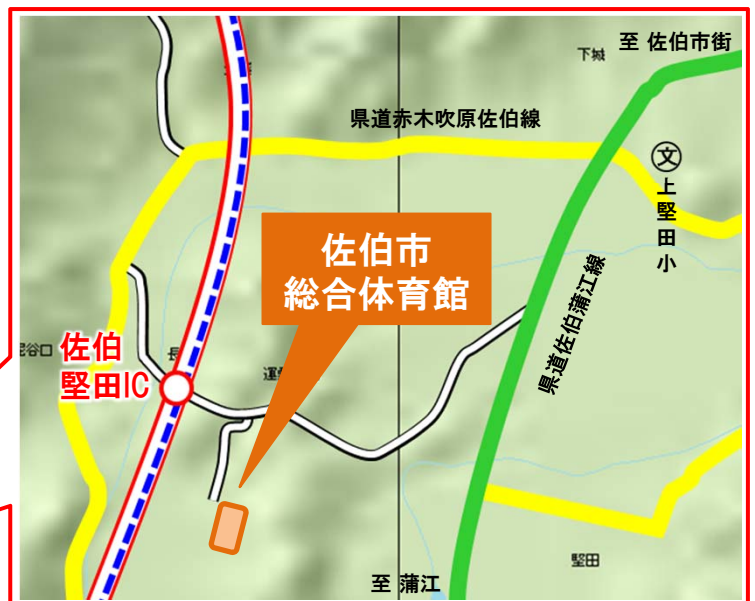 下城
至 佐伯市街
県道赤木吹原佐伯線
文
上堅田小
佐伯市
総合体育館
県道佐伯蒲江線
佐伯
堅田IC
至 蒲江
堅田